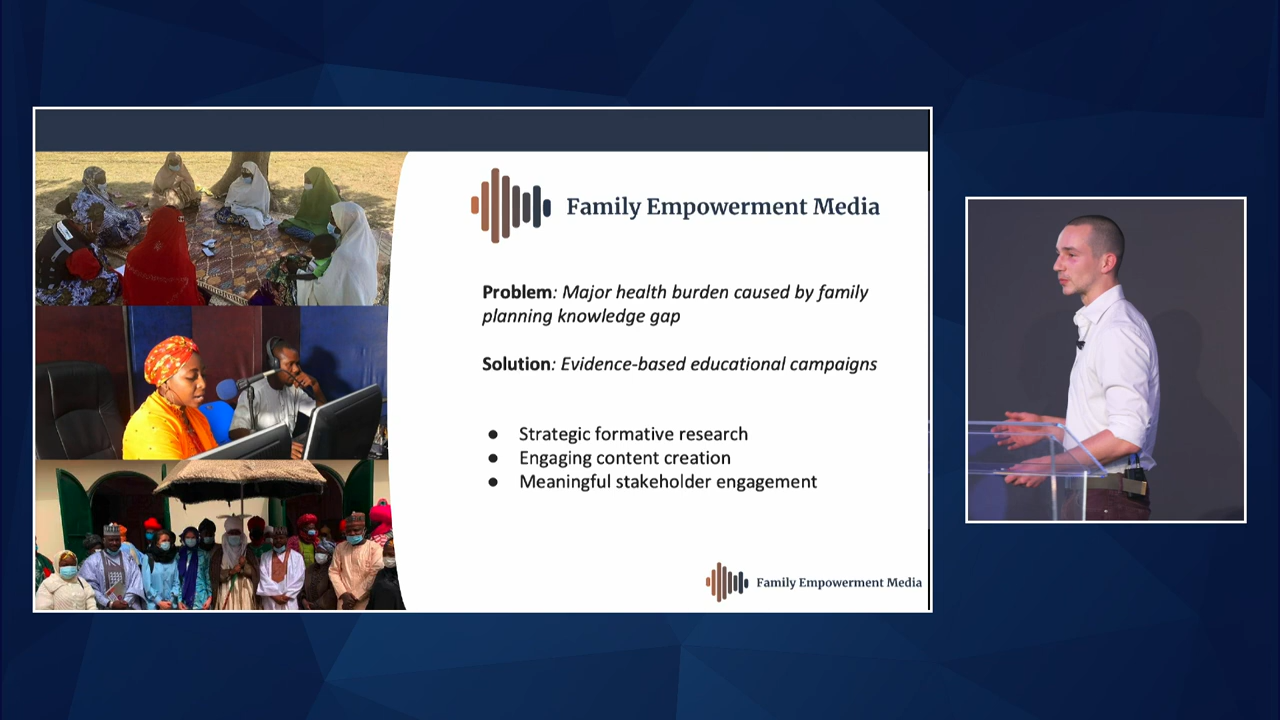 Family Empowerment Media
Problem: Major health burden caused by family
planning knowledge gap
Solution: Evidence-based educational campaigns
● Strategic formative research
● Engaging content creation
● Meaningful stakeholder engagement
Family Empowerment Media